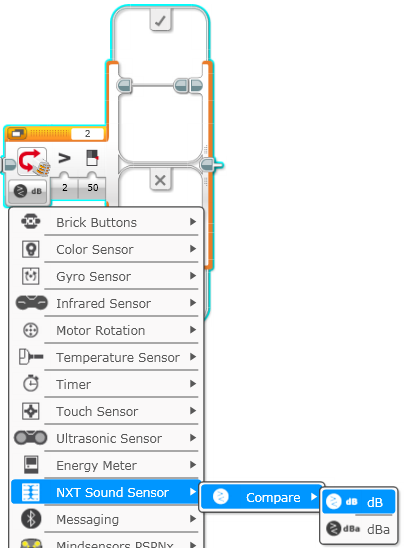 2
>
dB
2
50
Brick Buttons
Color Sensor
Gyro Sensor
Infrared Sensor
Motor Rotation
Temperature Sensor
Timer
Touch Sensor
Ultrasonic Sensor
Energy Meter
NXT Sound Sensor
Compare
dB dB
dBa dBa
Messaging
Mindsensors PSPNx